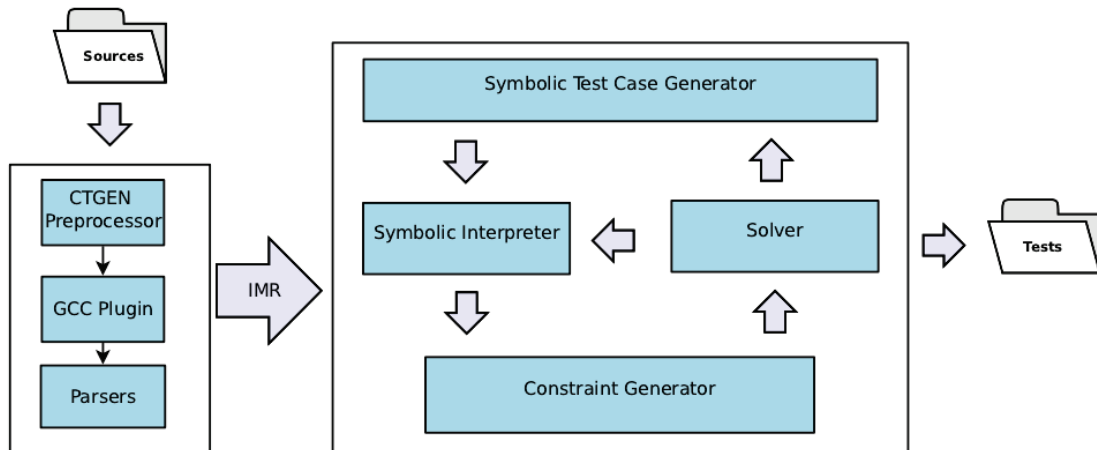 Sources
CTGEN
Preprocessor
GCC Plugin
Parsers
IMR
Symbolic Test Case Generator
Symbolic Interpreter
Solver
Constraint Generator
Tests